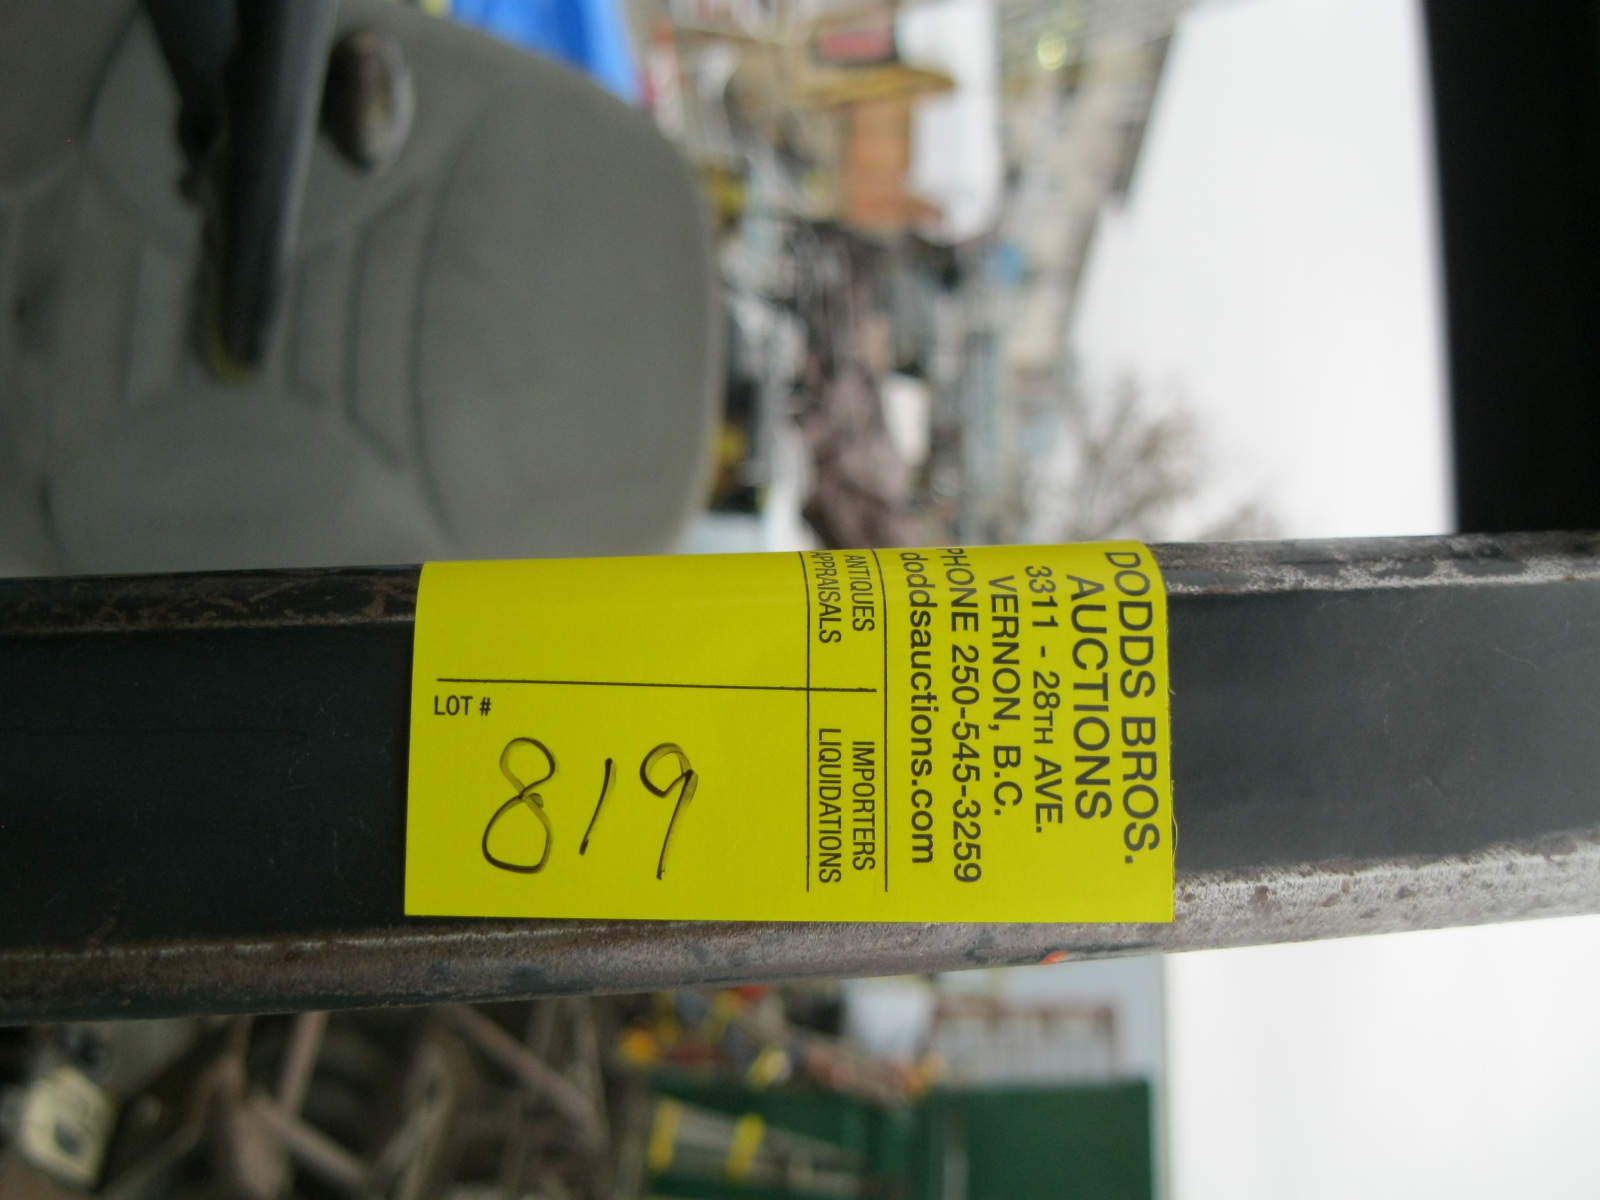 DODDS BROS.
AUCTIONS
3311 - 28TH AVE.
VERNON, B.C.
PHONE 250-545-3259
doddsauctions.com
ANTIQUES IMPORTERS
APPRAISALS LIQUIDATIONS
LOT #
819